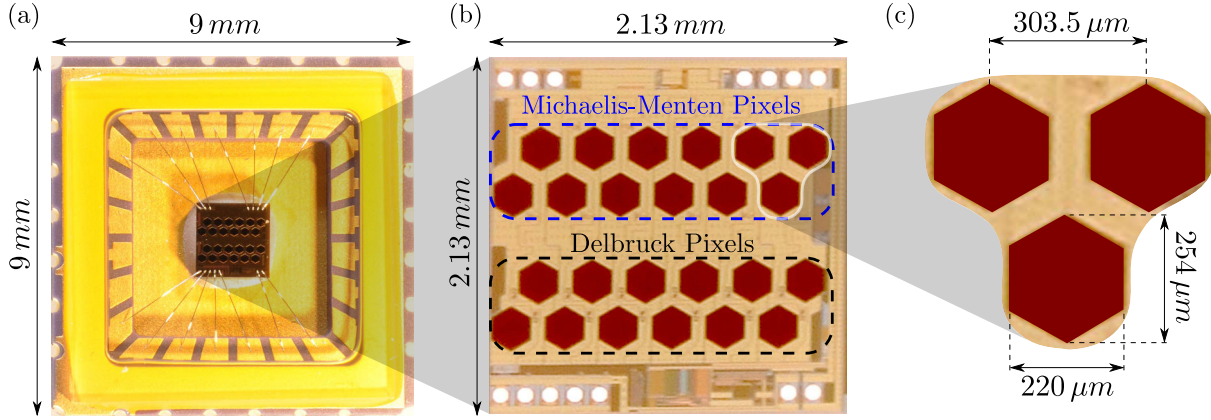 (a)
9 mm
9 mm
(b)
2.13 mm
2.13 mm
Michaelis-Menten Pixels
Delbruck Pixels
(c)
303.5 μm
254 μm
220 μm